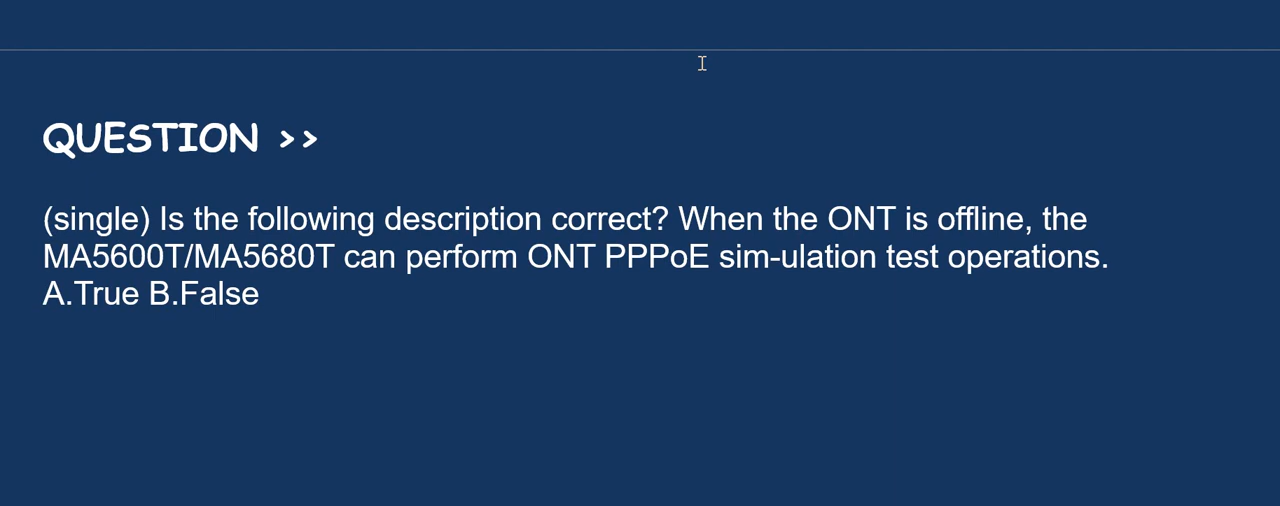 QUESTION >>
(single) Is the following description correct? When the ONT is offline, the
MA5600T/MA5680T can perform ONT PPPoE sim-ulation test operations.
A.True B.False